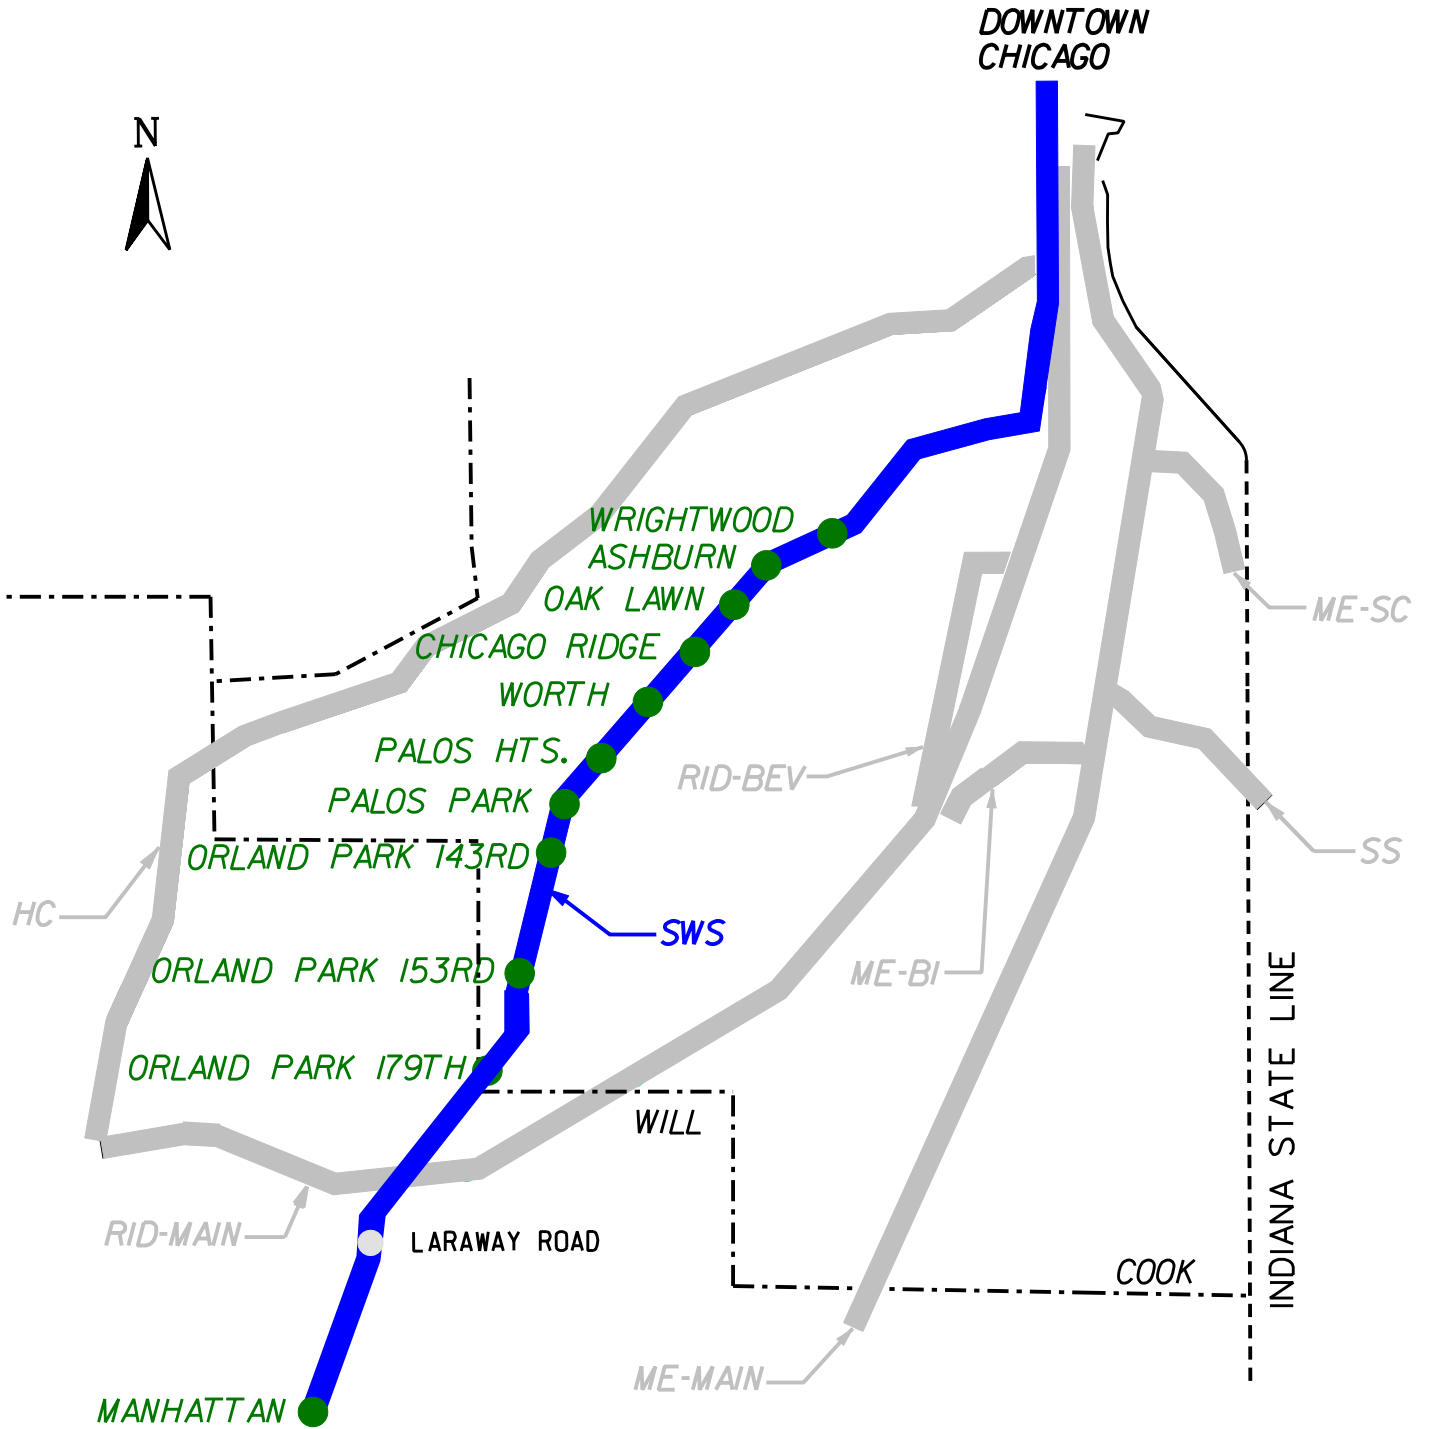 DOWNTOWN
CHICAGO
N
WRIGHTWOOD
ASHBURN
OAK LAWN
ME-SC
CHICAGO RIDGE
WORTH
PALOS HTS.
RID-BEV
PALOS PARK
ORLAND PARK 143RD
SS
HC
SWS
ORLAND PARK 153RD
ME-BI
INDIANA STATE LINE
ORLAND PARK 179TH
WILL
RID-MAIN
LARAWAY ROAD
COOK
ME-MAIN
MANHATTAN